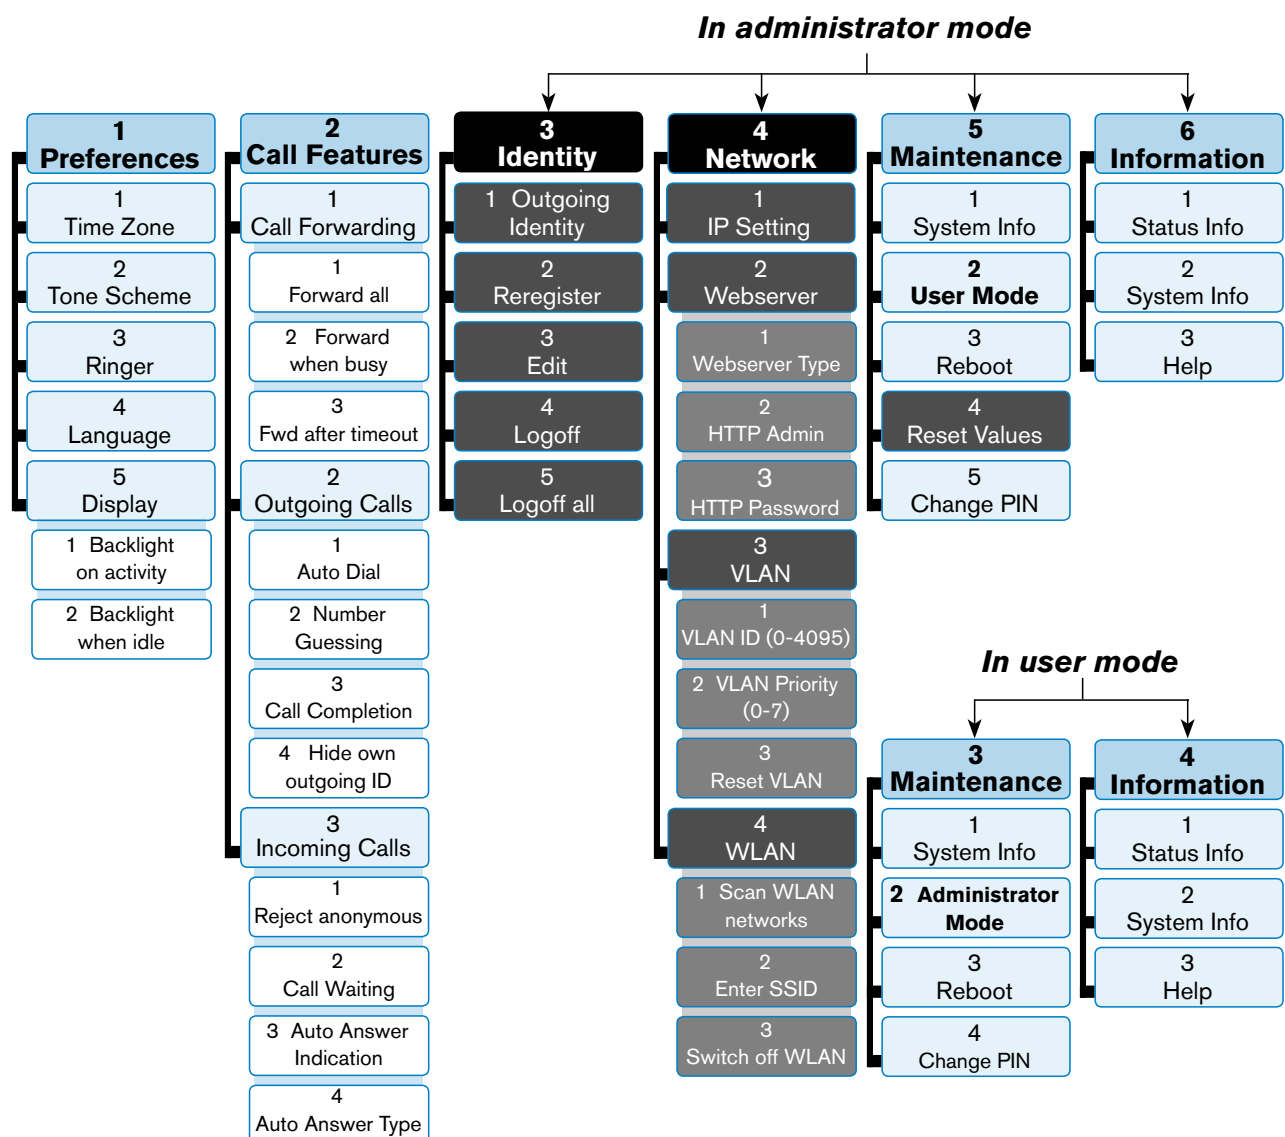 In administrator mode
1
Preferences
1
Time Zone
2
Tone Scheme
3
Ringer
4
Language
5
Display
1 Backlight
on activity
2 Backlight
when idle
2
Call Features
1
Call Forwarding
1
Forward all
2 Forward
when busy
3
Fwd after timeout
2
Outgoing Calls
1
Auto Dial
2 Number
Guessing
3
Call Completion
4 Hide own
outgoing ID
3
Incoming Calls
1
Reject anonymous
2
Call Waiting
3 Auto Answer
Indication
4
Auto Answer Type
3
Identity
1 Outgoing
Identity
2
Reregister
3
Edit
4
Logoff
5
Logoff all
4
Network
1
IP Setting
2
Webserver
1
Webserver Type
2
HTTP Admin
3
HTTP Password
3
VLAN
1
VLAN ID (0-4095)
2 VLAN Priority
(0-7)
3
Reset VLAN
4
WLAN
1 Scan WLAN
networks
2
Enter SSID
3
Switch off WLAN
5
Maintenance
1
System Info
2
User Mode
3
Reboot
4
Reset Values
5
Change PIN
6
Information
1
Status Info
2
System Info
3
Help
In user mode
3
Maintenance
1
System Info
2 Administrator
Mode
3
Reboot
4
Change PIN
4
Information
1
Status Info
2
System Info
3
Help